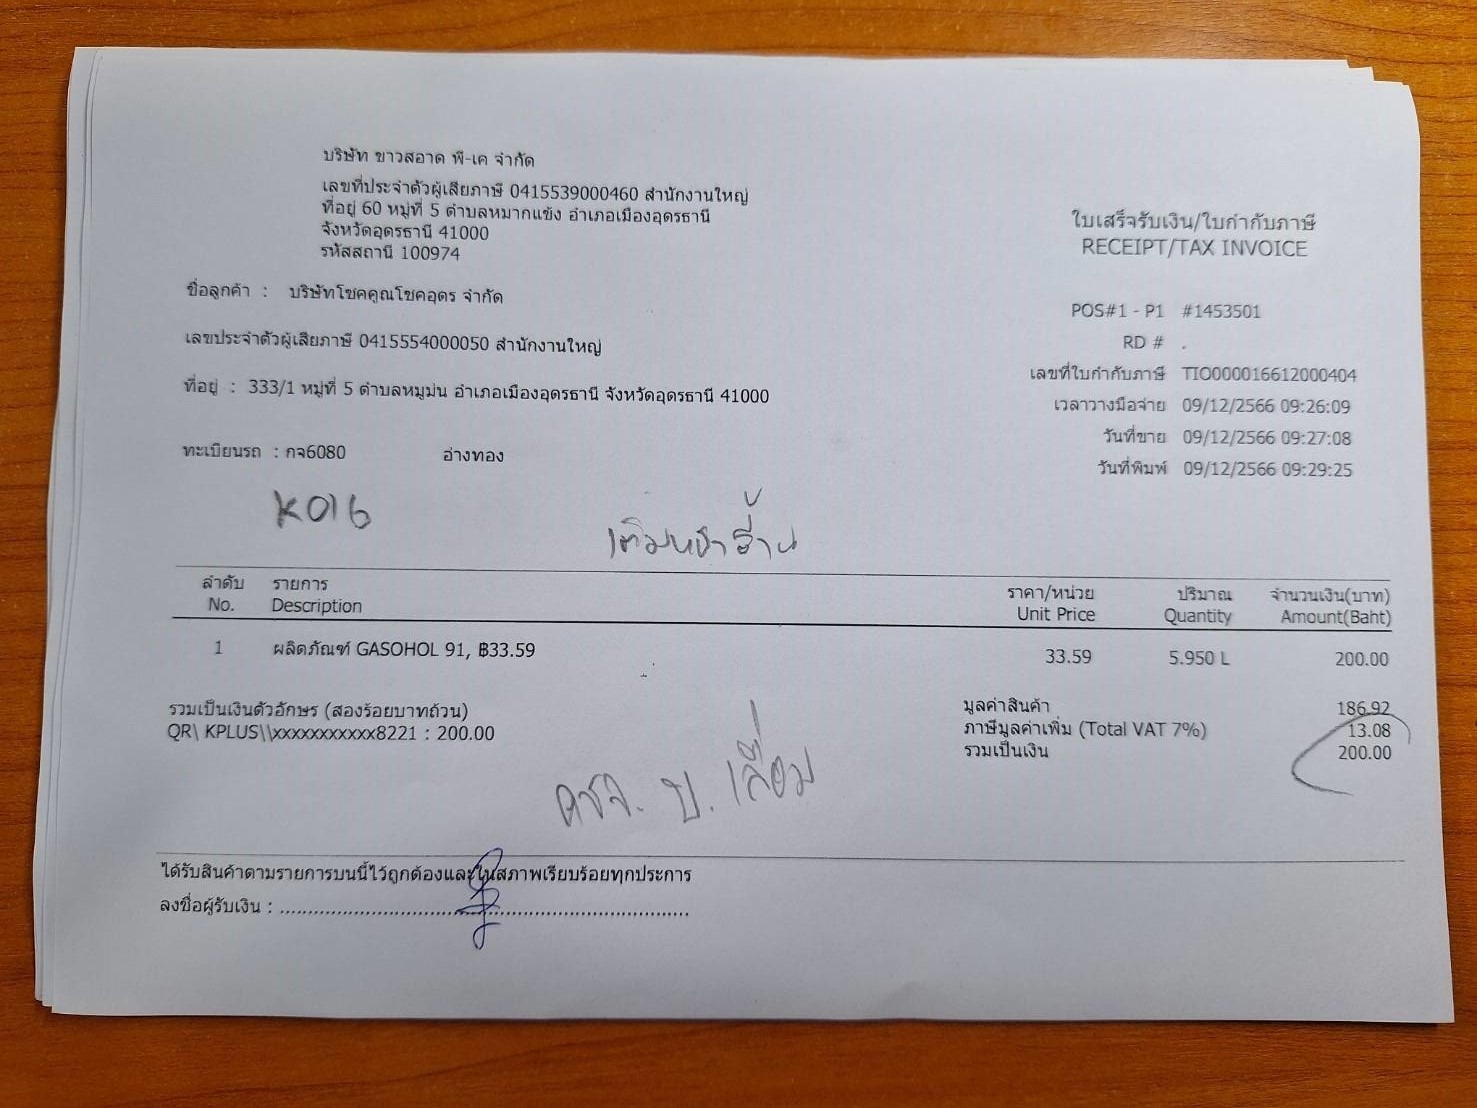 บริษัท ขาวสอาด พี-เค จำกัด
เลขที่ประจำตัวผู้เสียภาษี 0415539000460 สำนักงานใหญ่
ที่อยู่ 60 หมู่ที่ 5 ตำบลหมากแข้ง อำเภอเมืองอุดรธานี
จังหวัดอุดรธานี 41000
รหัสสถานี 100974
ใบเสร็จรับเงิน/ใบกำกับภาษี
RECEIPT/TAX INVOICE
ชื่อลูกค้า : บริษัทโชคคูณโชคอุดร จำกัด
เลขประจำตัวผู้เสียภาษี 0415554000050 สำนักงานใหญ่
ที่อยู่ : 333/1 หมู่ที่ 5 ตำบลหมูม่น อำเภอเมืองอุดรธานี จังหวัดอุดรธานี 41000
ทะเบียนรถ : กจ6080 อ่างทอง
POS#1 - P1 #1453501
RD # .
เลขที่ใบกำกับภาษี TIO000016612000404
เวลาวางมือจ่าย 09/12/2566 09:26:09
วันที่ขาย 09/12/2566 09:27:08
วันที่พิมพ์ 09/12/2566 09:29:25
K016 เติมหน้าร้าน
ลำดับ รายการ ราคา/หน่วย ปริมาณ จำนวนเงิน(บาท)
No. Description Unit Price Quantity Amount(Baht)
1 ผลิตภัณฑ์ GASOHOL 91, ฿33.59 33.59 5.950 L 200.00
รวมเป็นเงินตัวอักษร (สองร้อยบาทถ้วน)
QR\ KPLUS\\xxxxxxxxxxx8221 : 200.00
มูลค่าสินค้า 186.92
ภาษีมูลค่าเพิ่ม (Total VAT 7%) 13.08
รวมเป็นเงิน 200.00
คชจ. บ. เลื่อม
ได้รับสินค้าตามรายการบนนี้ไว้ถูกต้องและในสภาพเรียบร้อยทุกประการ
ลงชื่อผู้รับเงิน :